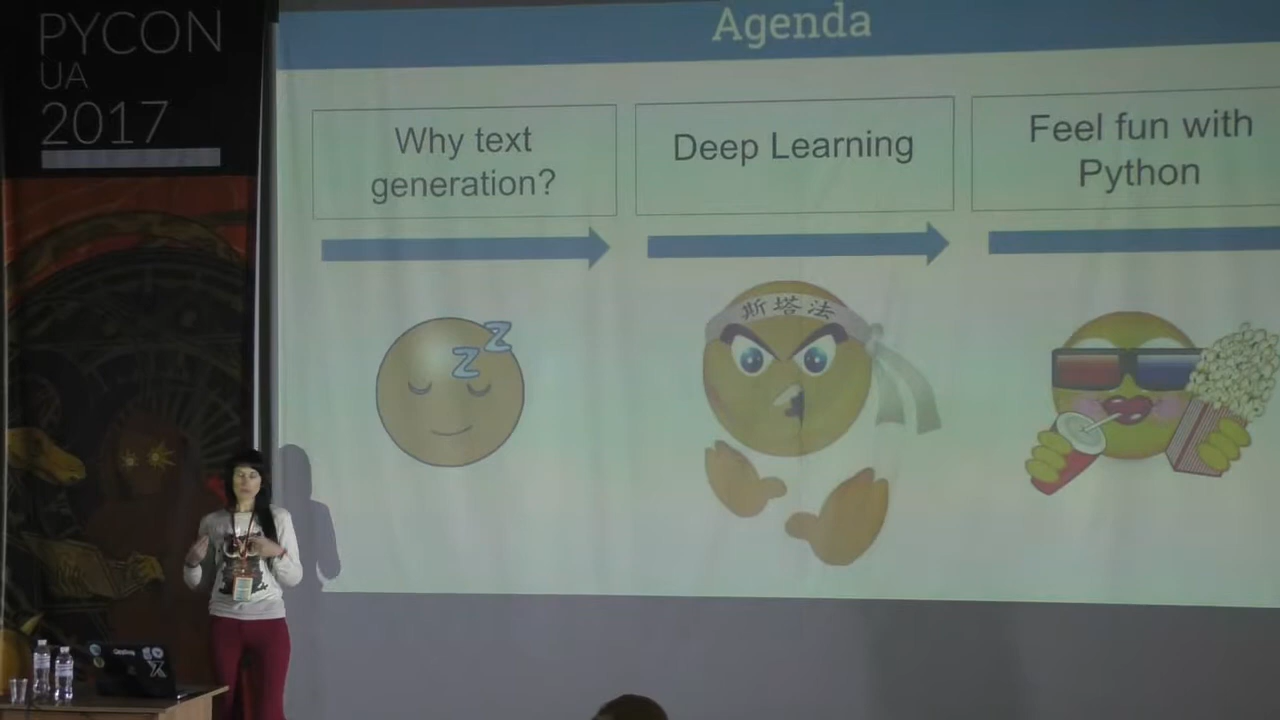 PYCON
UA
2017
Agenda
Why text
generation?
Deep Learning
Feel fun with
Python
z
z
斯塔法